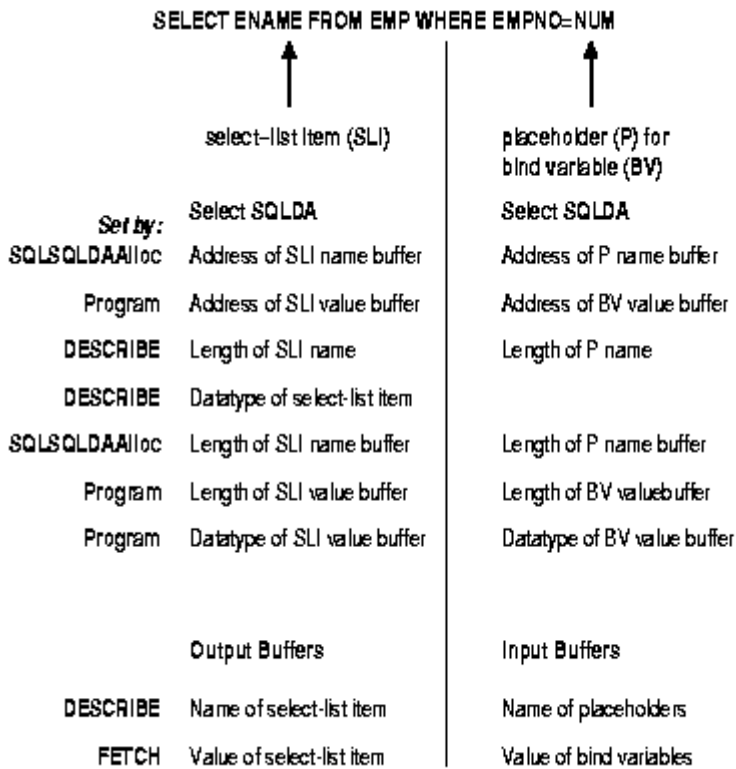 SELECT ENAME FROM EMP WHERE EMPNO=NUM
select-list item (SLI)
placeholder (P) for
bind variable (BV)
Set by:
Select SQLDA
Select SQLDA
SQLSQLDAAlloc Address of SLI name buffer Address of P name buffer
Program Address of SLI value buffer Address of BV value buffer
DESCRIBE Length of SLI name Length of P name
DESCRIBE Datatype of select-list item
SQLSQLDAAlloc Length of SLI name buffer Length of P name buffer
Program Length of SLI value buffer Length of BV valuebuffer
Program Datatype of SLI value buffer Datatype of BV value buffer
Output Buffers Input Buffers
DESCRIBE Name of select-list item Name of placeholders
FETCH Value of select-list item Value of bind variables